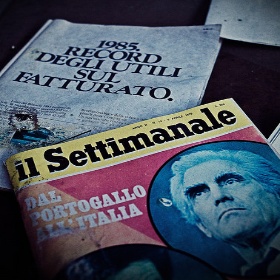 1985.
RECORD
DEGLI UTILI
SUL
FATTURATO.
il Settimanale
DAL
PORTOGALLO
ALL'ITALIA